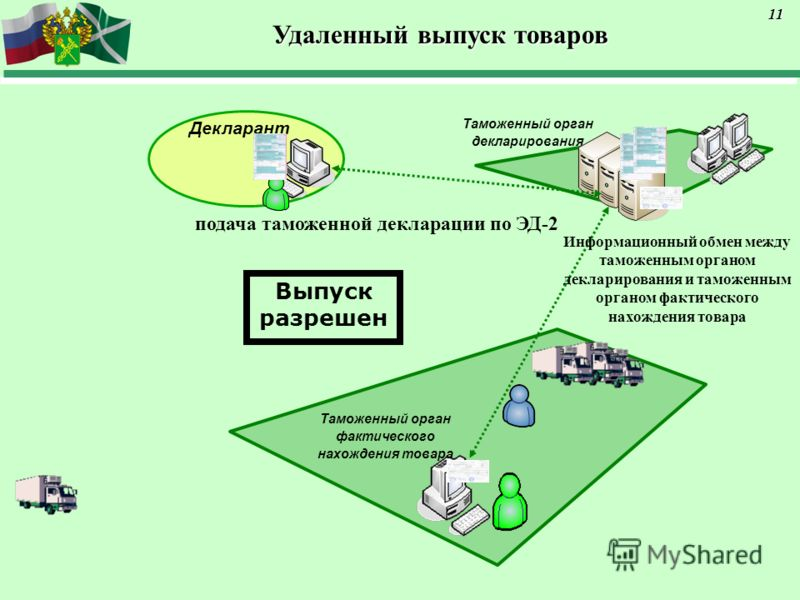 11
Удаленный выпуск товаров
Декларант
Таможенный орган
декларирования
подача таможенной декларации по ЭД-2
Информационный обмен между
таможенным органом
декларирования и таможенным
органом фактического
нахождения товара
Выпуск
разрешен
Таможенный орган
фактического
нахождения товара
MyShared